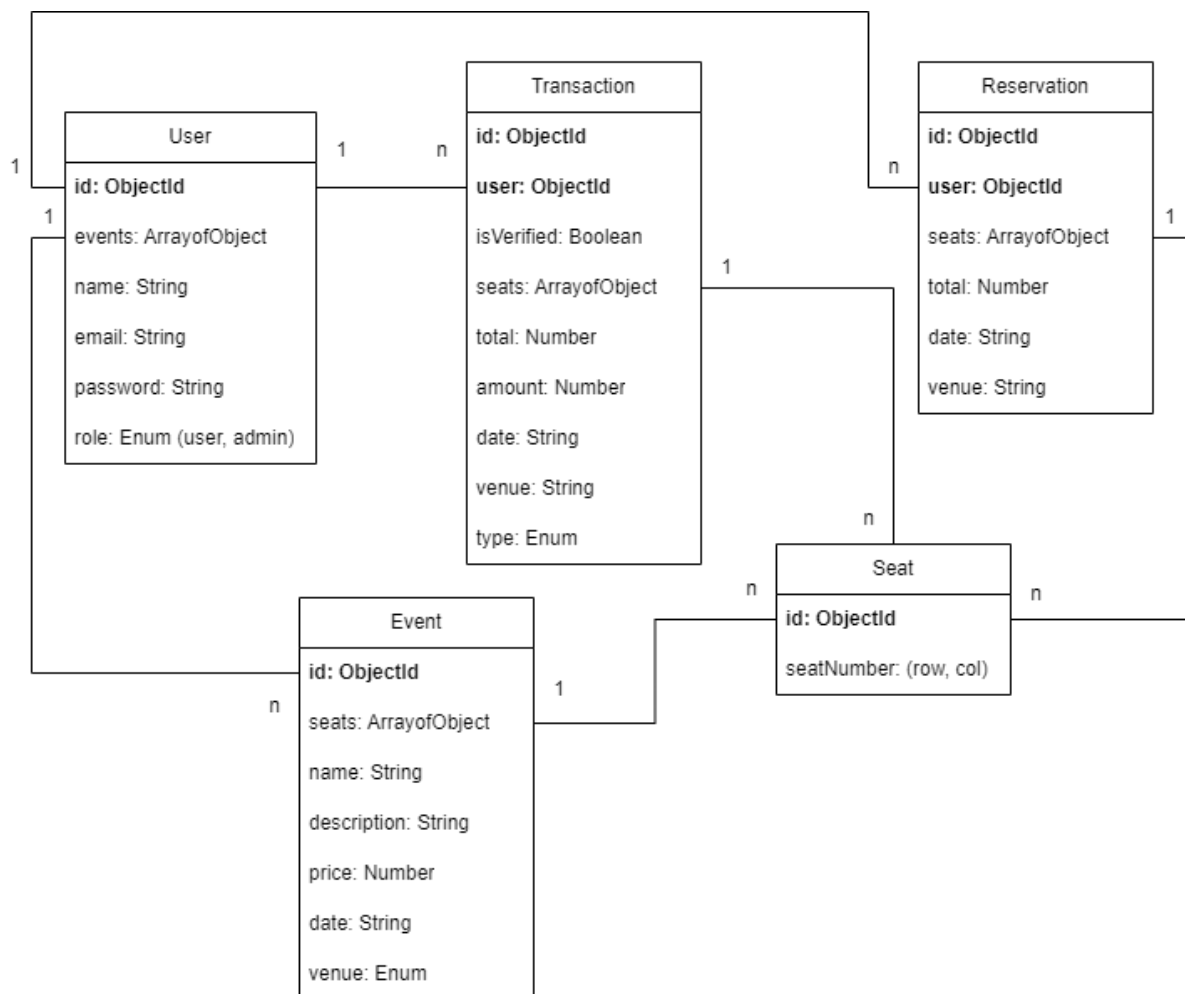 User
id: ObjectId
events: ArrayofObject
name: String
email: String
password: String
role: Enum (user, admin)
1
1
1
n
Transaction
id: ObjectId
user: ObjectId
isVerified: Boolean
seats: ArrayofObject
total: Number
amount: Number
date: String
venue: String
type: Enum
1
n
Reservation
id: ObjectId
user: ObjectId
seats: ArrayofObject
total: Number
date: String
venue: String
n
1
Event
id: ObjectId
seats: ArrayofObject
name: String
description: String
price: Number
date: String
venue: Enum
n
1
Seat
id: ObjectId
seatNumber: (row, col)
n
n